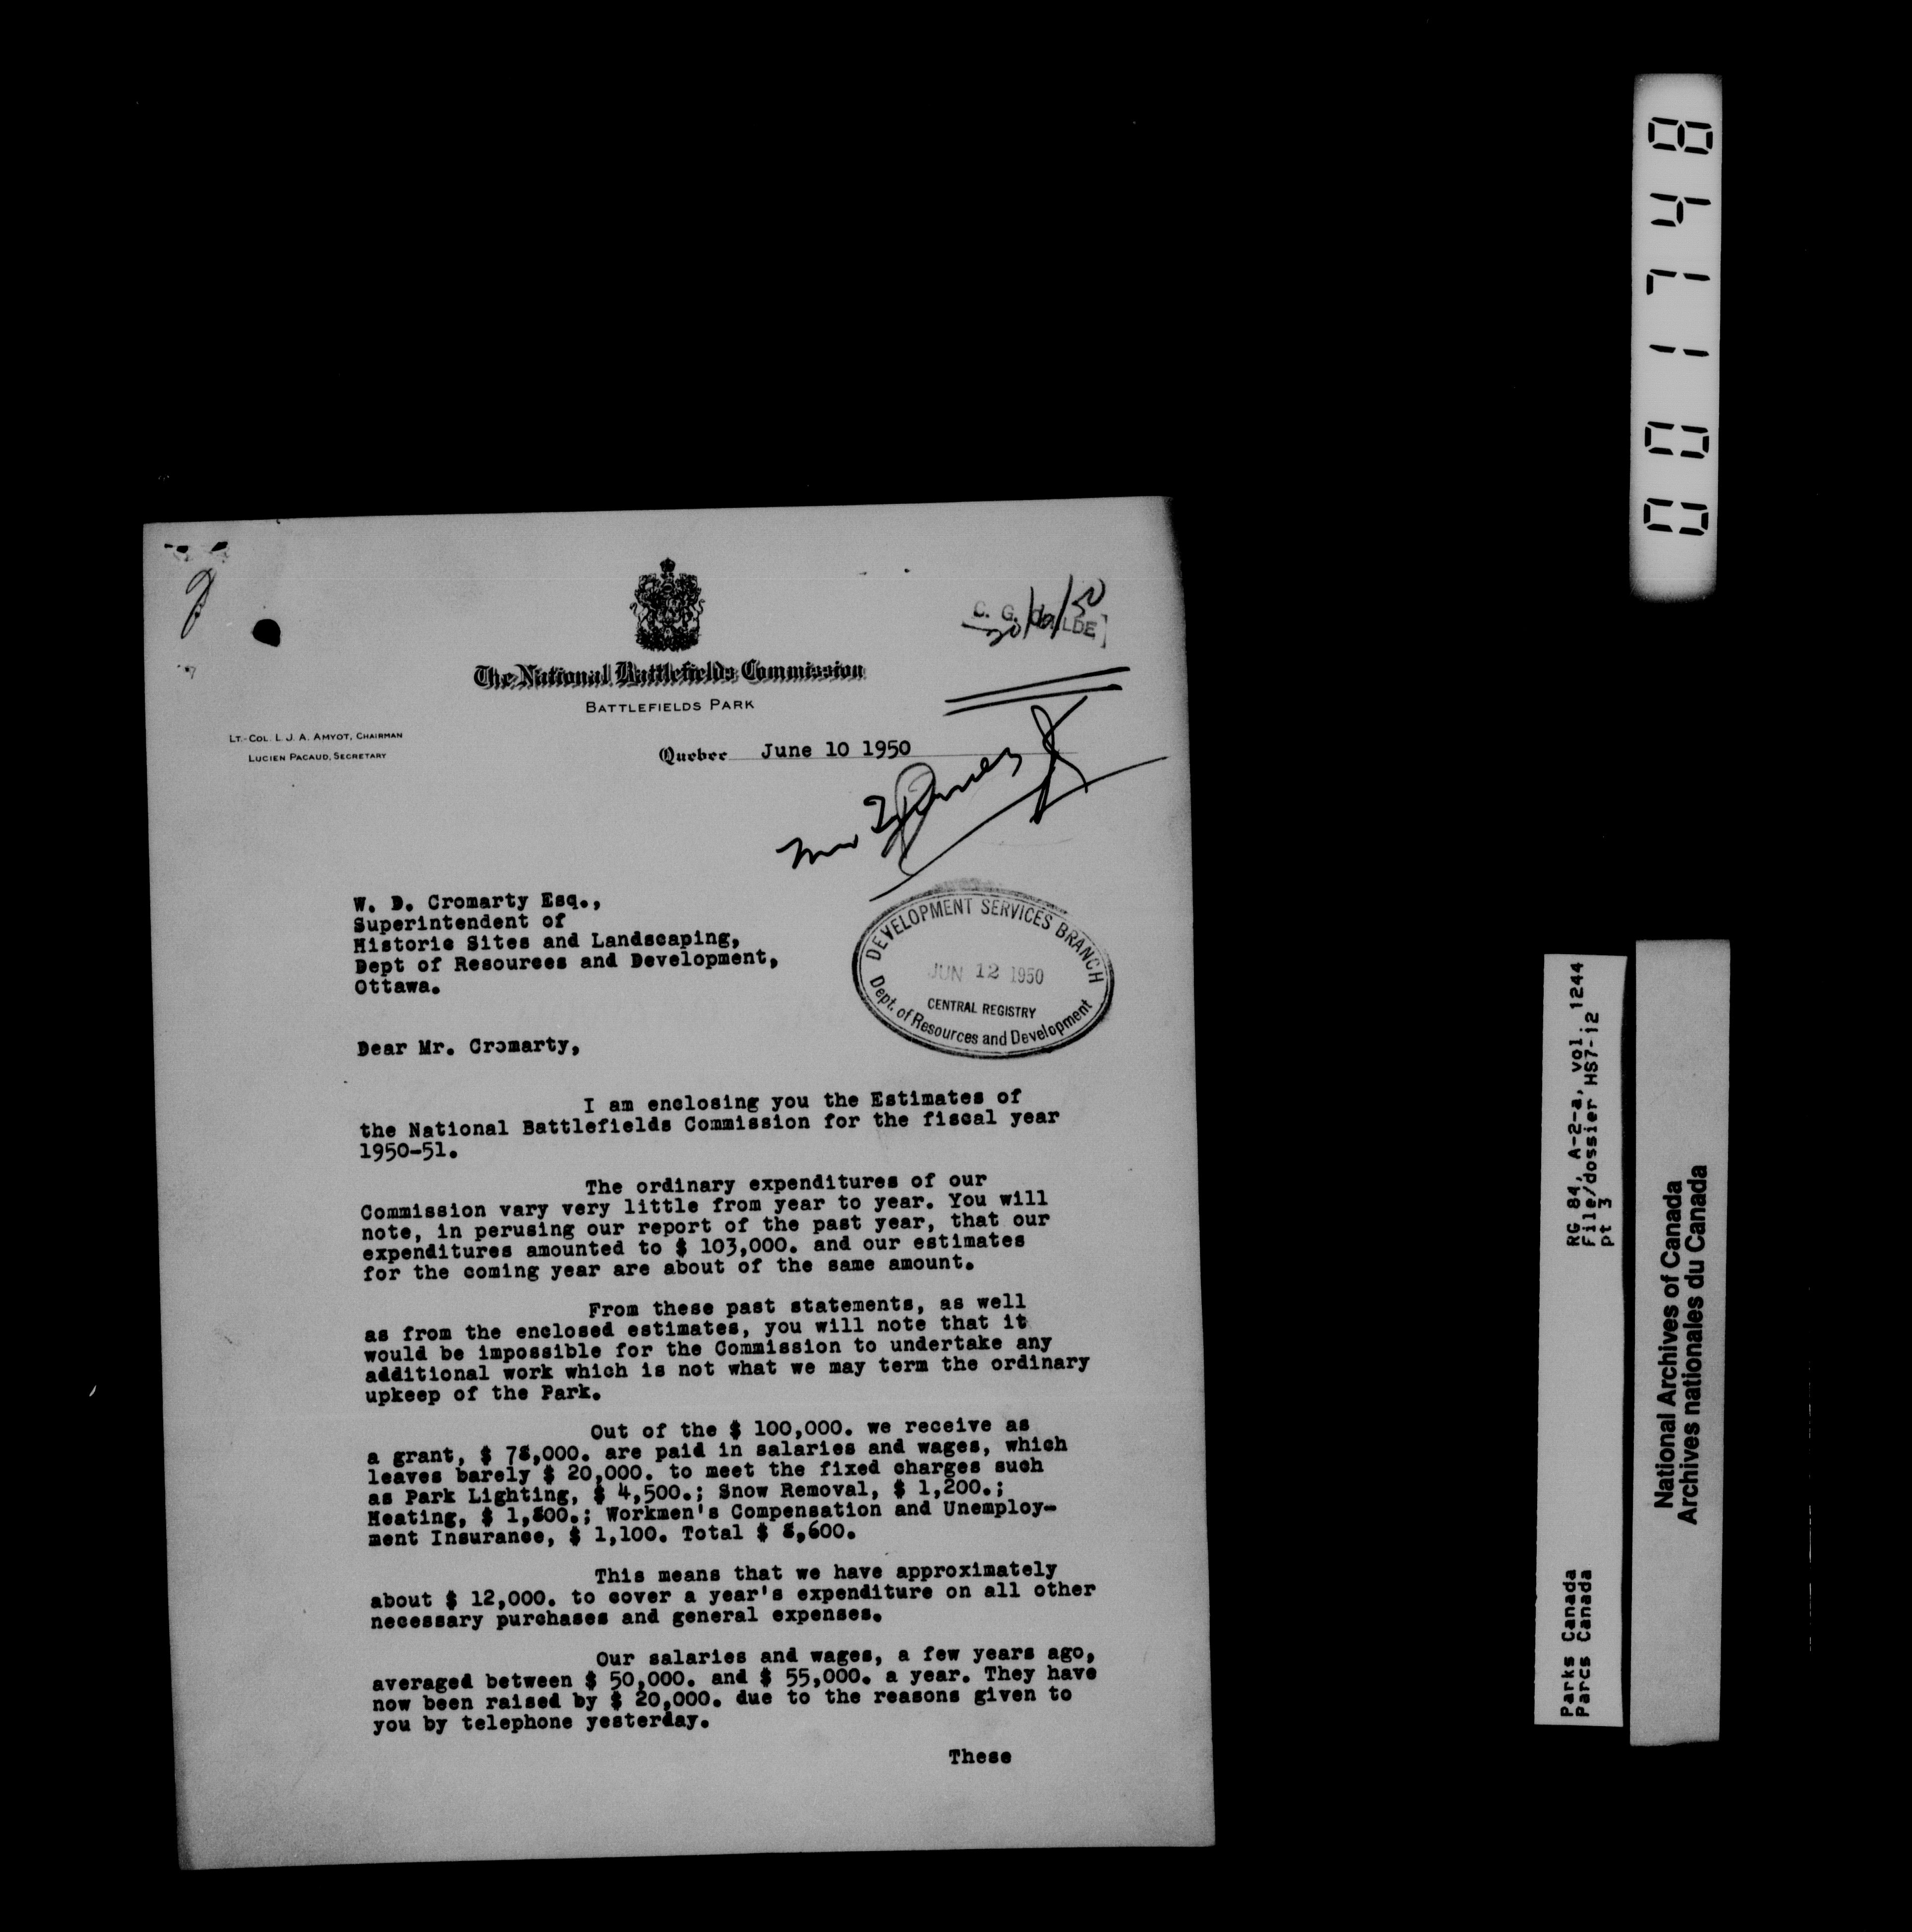 The National Battlefields Commission
BATTLEFIELDS PARK
LT.-COL. L. J. A. AMYOT, CHAIRMAN
LUCIEN PACAUD, SECRETARY
Quebec June 10 1950
C. G.
W. D. Cromarty Esq.,
Superintendent of
Historic Sites and Landscaping,
Dept of Resources and Development,
Ottawa.
DEVELOPMENT SERVICES BRANCH
JUN 12 1950
CENTRAL REGISTRY
Dept. of Resources and Development
Dear Mr. Cromarty,
I am enclosing you the Estimates of
the National Battlefields Commission for the fiscal year
1950-51.
The ordinary expenditures of our
Commission vary very little from year to year. You will
note, in perusing our report of the past year, that our
expenditures amounted to $ 103,000. and our estimates
for the coming year are about of the same amount.
From these past statements, as well
as from the enclosed estimates, you will note that it
would be impossible for the Commission to undertake any
additional work which is not what we may term the ordinary
upkeep of the Park.
Out of the $ 100,000. we receive as
a grant, $ 78,000. are paid in salaries and wages, which
leaves barely $ 20,000. to meet the fixed charges such
as Park Lighting, $ 4,500.; Snow Removal, $ 1,200.;
Heating, $ 1,800.; Workmen's Compensation and Unemploy-
ment Insurance, $ 1,100. Total $ 8,600.
This means that we have approximately
about $ 12,000. to cover a year's expenditure on all other
necessary purchases and general expenses.
Our salaries and wages, a few years ago,
averaged between $ 50,000. and $ 55,000. a year. They have
now been raised by $ 20,000. due to the reasons given to
you by telephone yesterday.
These
001748
RG 84, A-2-a, vol. 1244
File/dossier HS7-12
pt 3
Parks Canada
Parcs Canada
National Archives of Canada
Archives nationales du Canada